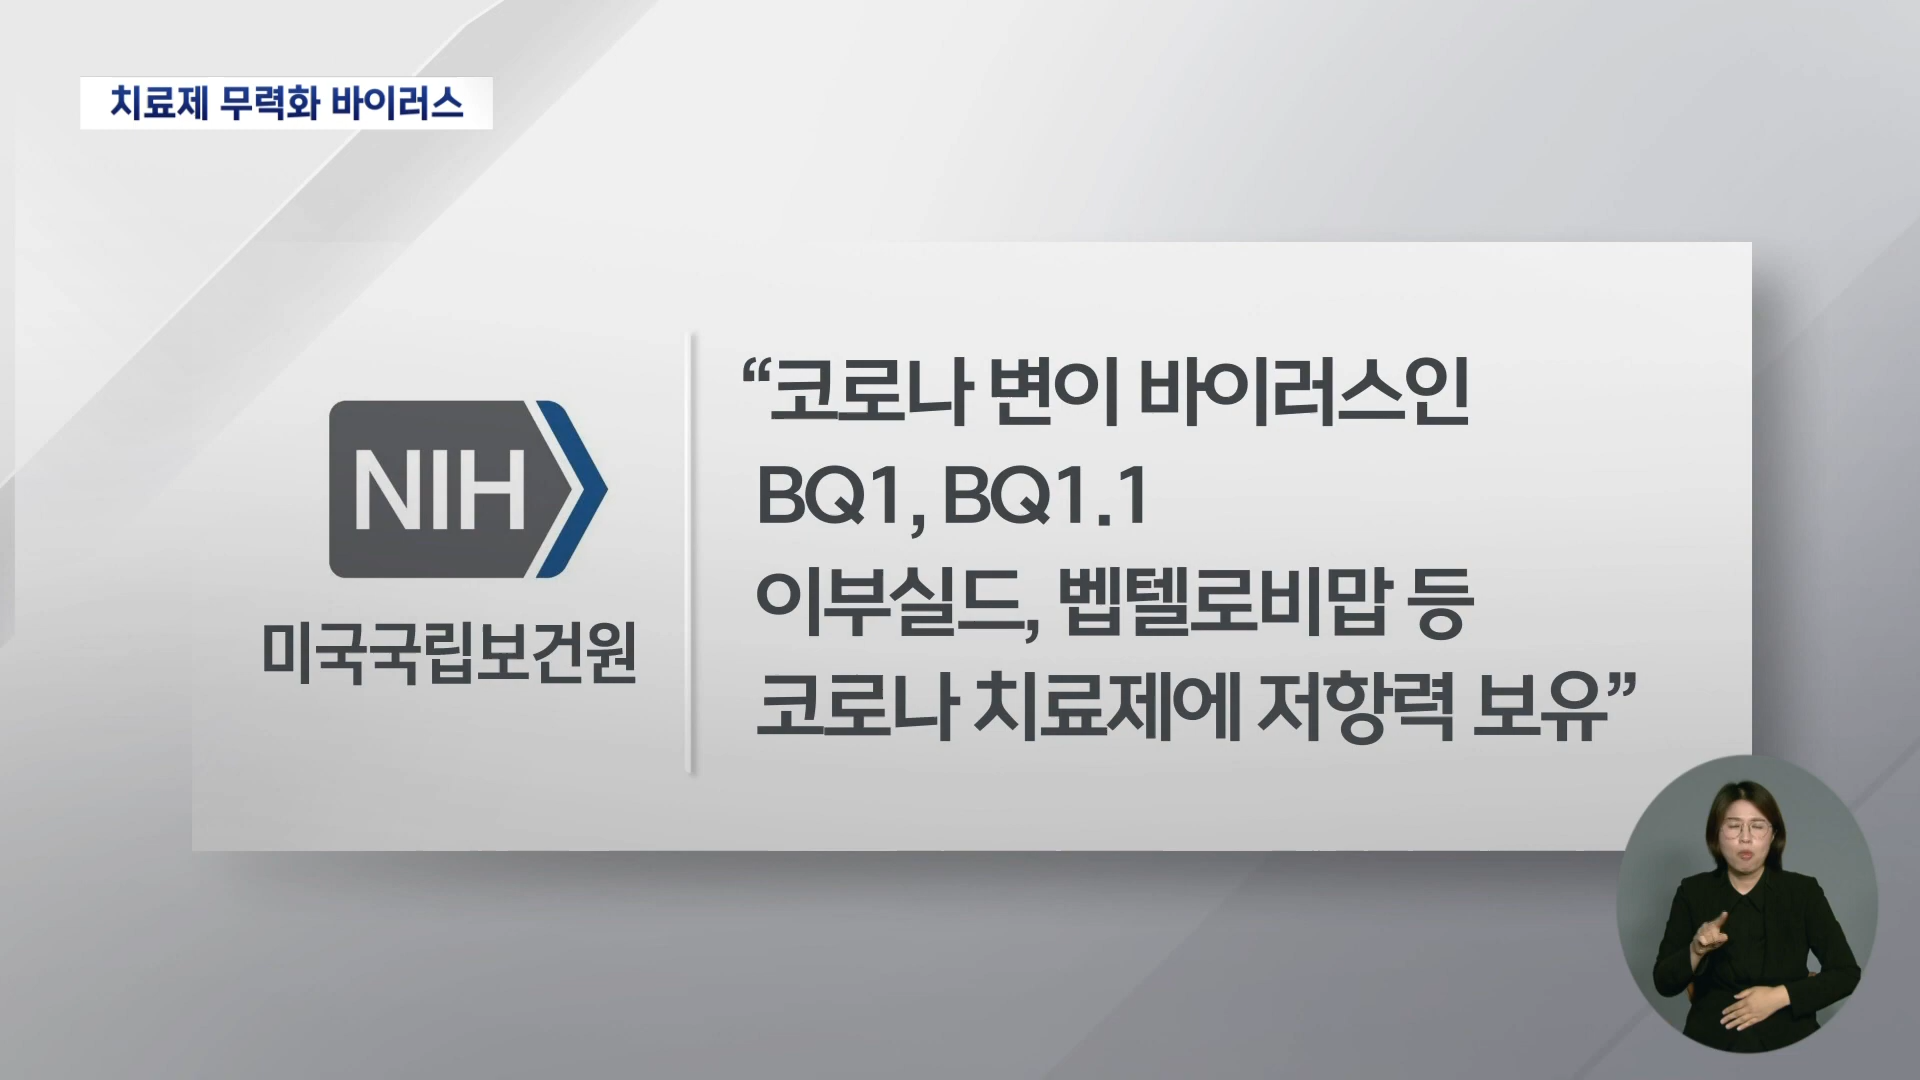 치료제 무력화 바이러스
NIH
미국국립보건원
“코로나 변이 바이러스인
BQ1, BQ1.1
이부실드, 벱텔로비맙 등
코로나 치료제에 저항력 보유”